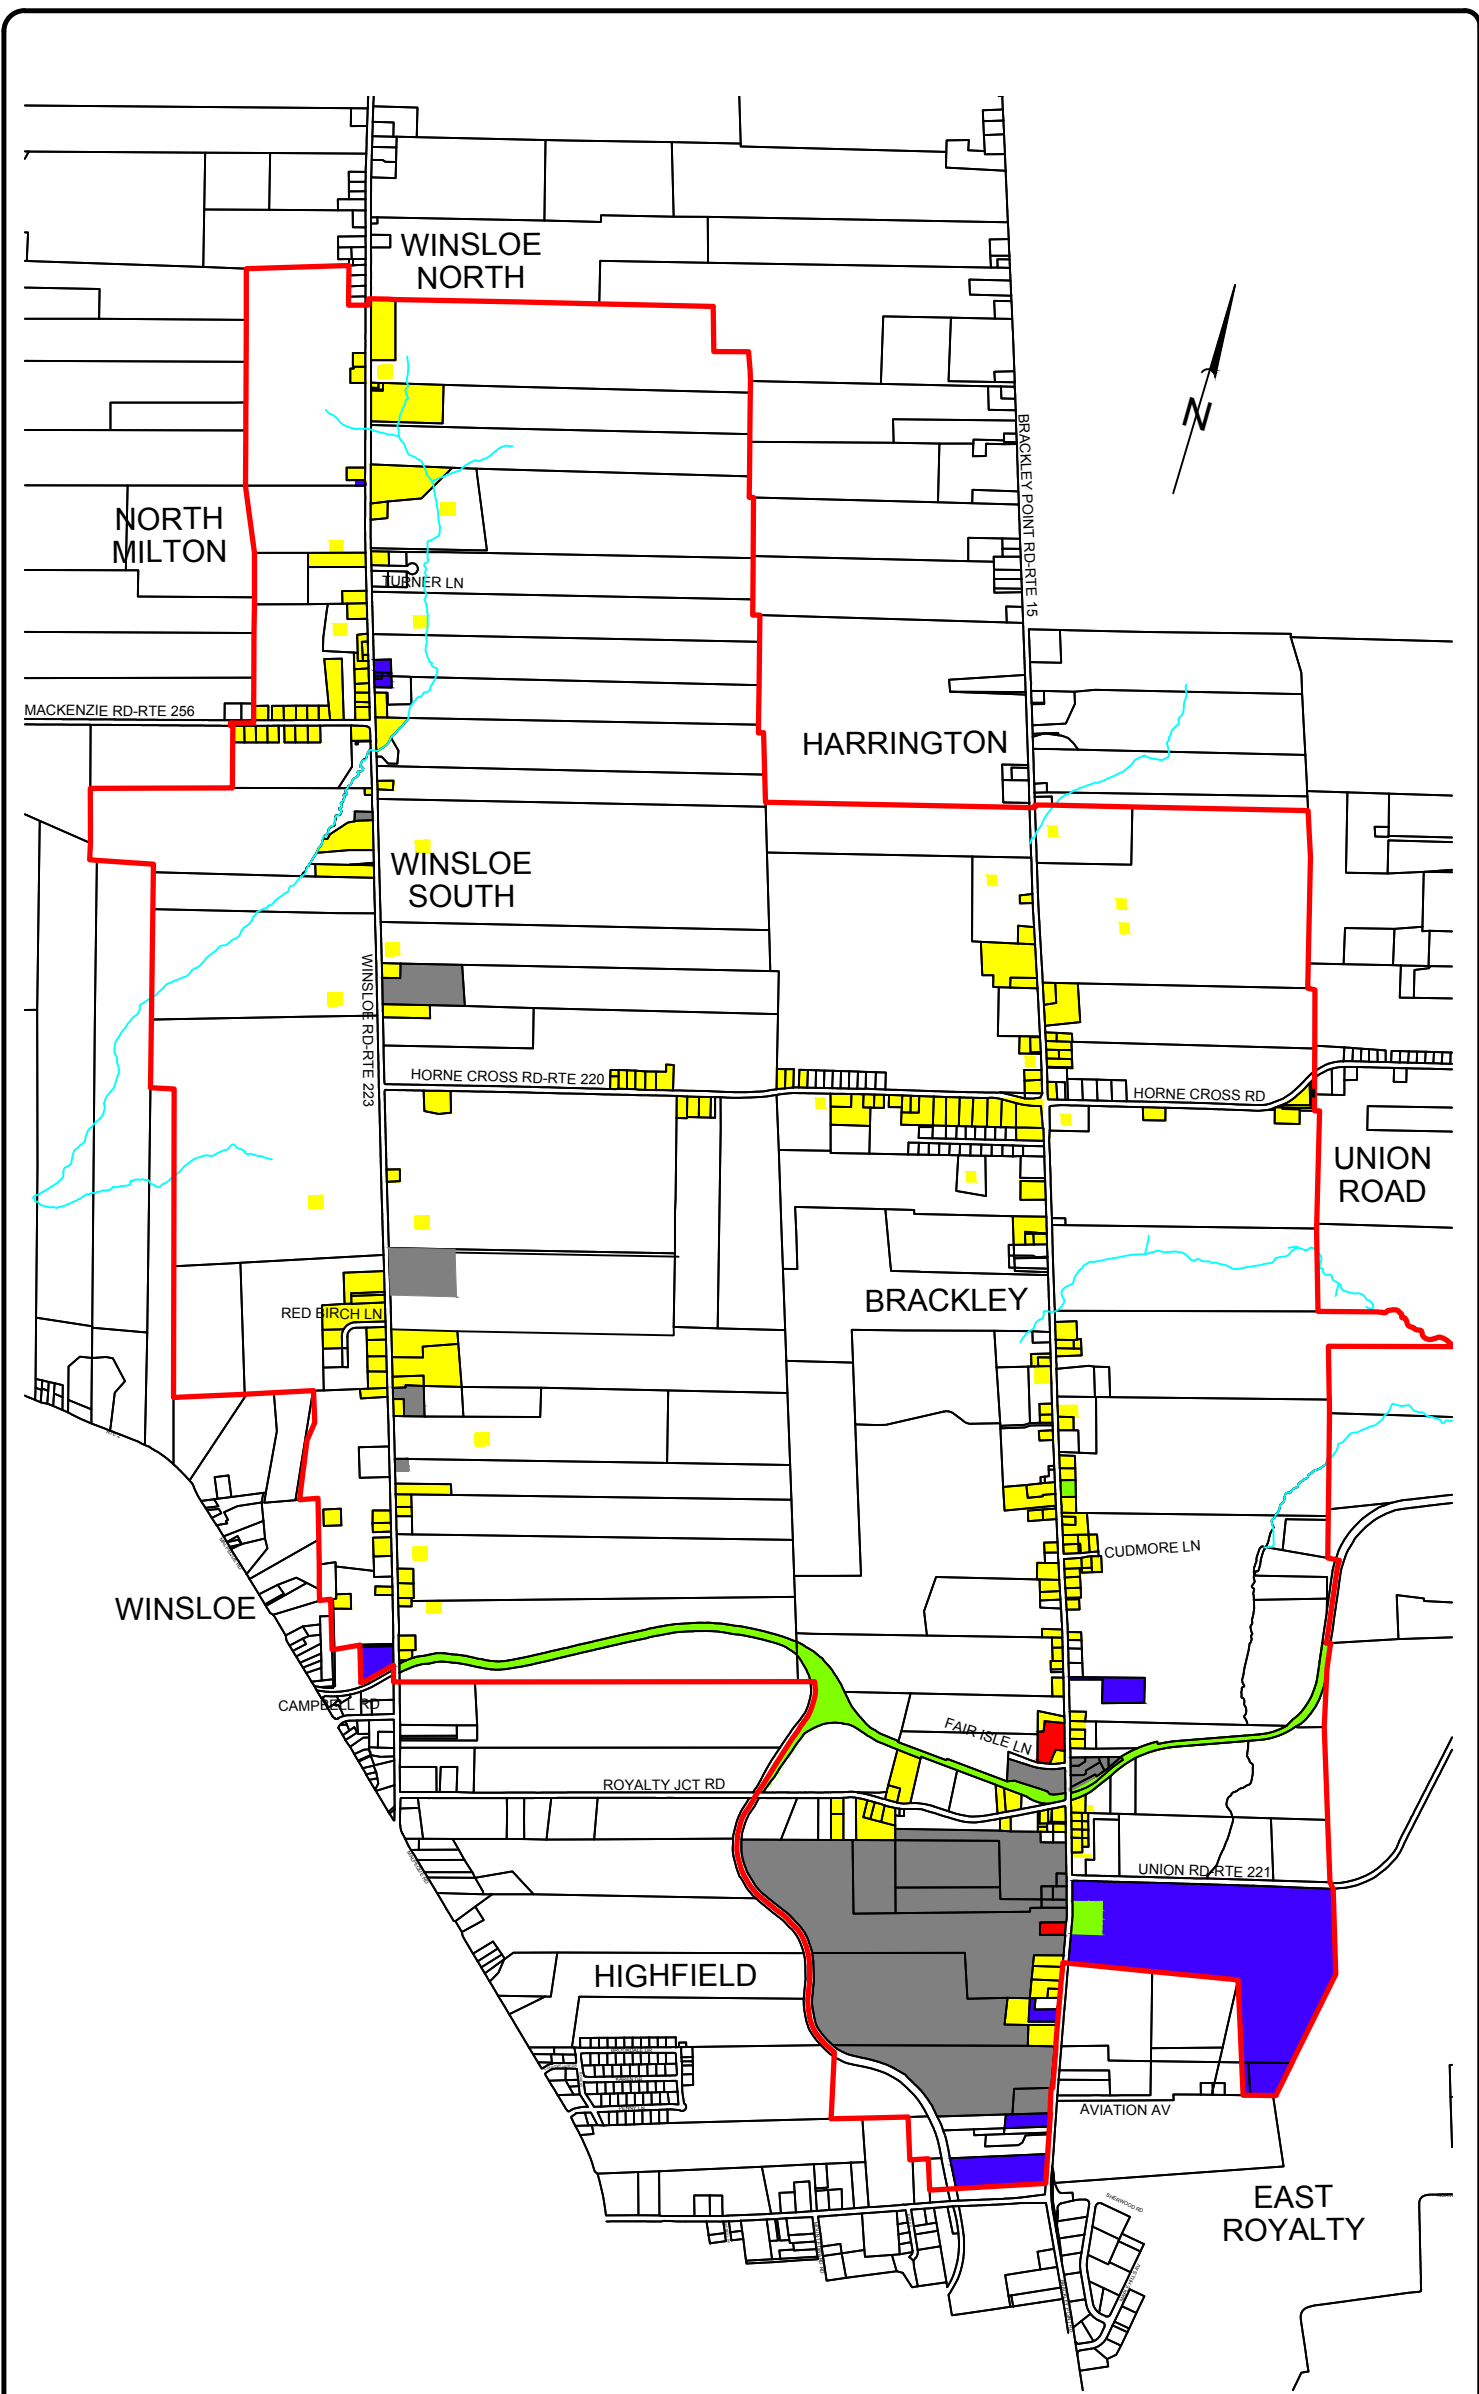 WINSLOE
NORTH
N
BRACKLEY POINT RD-RTE 15
NORTH
MILTON
TURNER LN
MACKENZIE RD-RTE 256
HARRINGTON
WINSLOE
SOUTH
WINSLOE RD-RTE 223
HORNE CROSS RD-RTE 220
HORNE CROSS RD
UNION
ROAD
BRACKLEY
RED BIRCH LN
CUDMORE LN
WINSLOE
CAMPBELL RD
FAIR ISLE LN
ROYALTY JCT RD
UNION RD-RTE 221
HIGHFIELD
AVIATION AV
EAST
ROYALTY
SHERWOOD RD